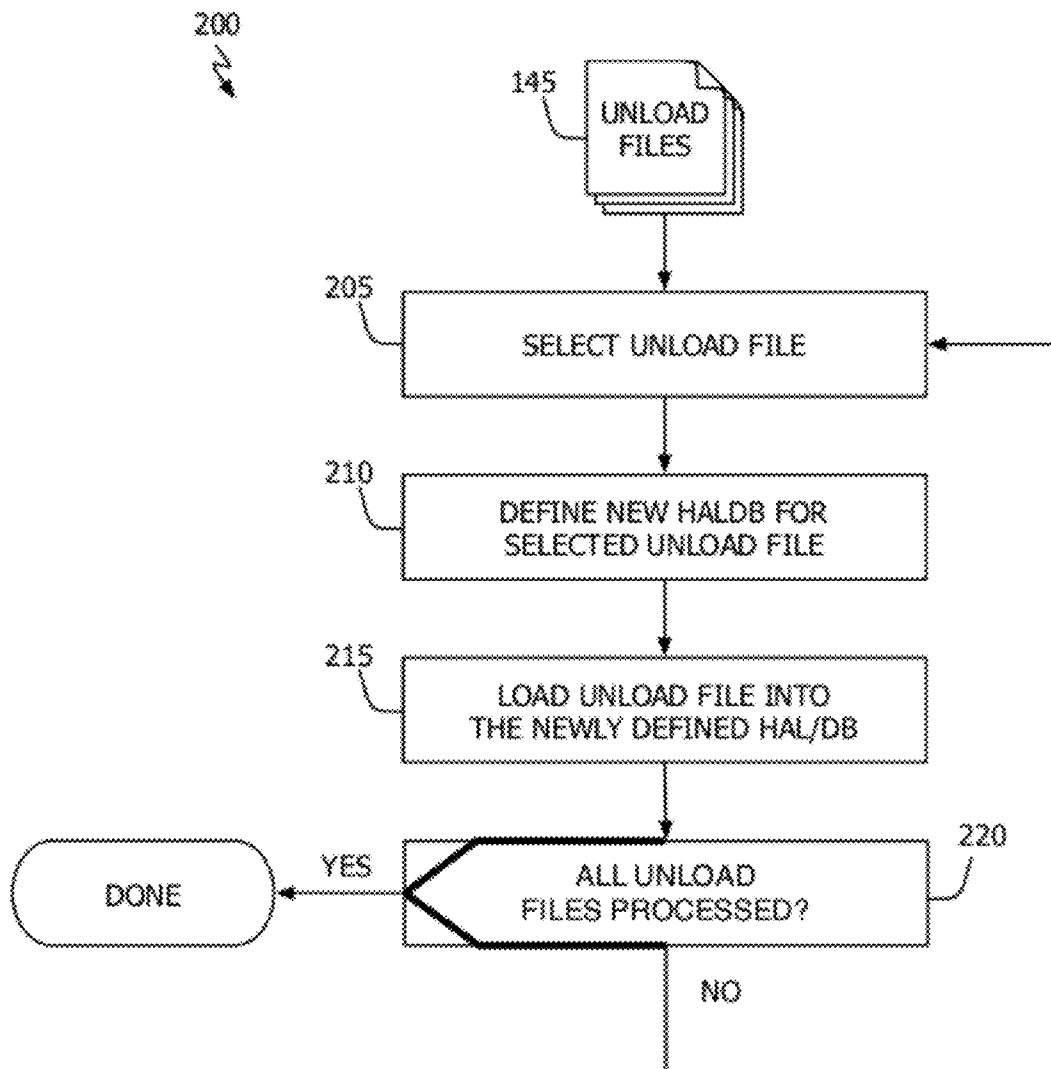 200
145
UNLOAD
FILES
205
SELECT UNLOAD FILE
210
DEFINE NEW HALDB FOR
SELECTED UNLOAD FILE
215
LOAD UNLOAD FILE INTO
THE NEWLY DEFINED HAL/DB
220
ALL UNLOAD
FILES PROCESSED?
YES
DONE
NO